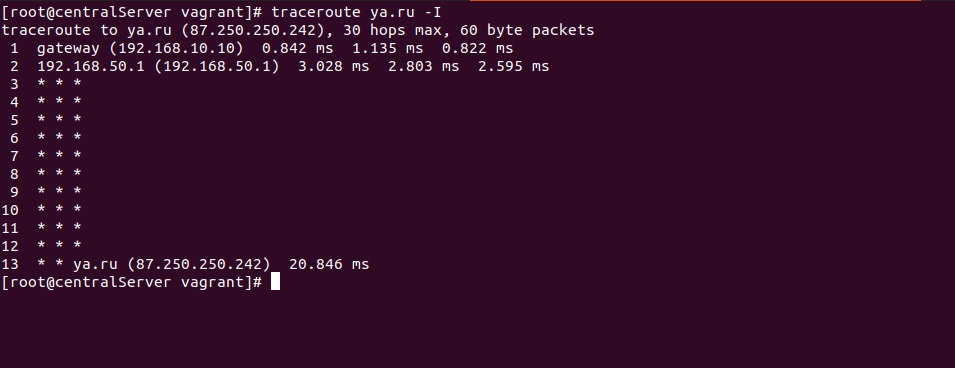 [root@centralServer vagrant]# traceroute ya.ru -I
traceroute to ya.ru (87.250.250.242), 30 hops max, 60 byte packets
 1  gateway (192.168.10.10)  0.842 ms  1.135 ms  0.822 ms
 2  192.168.50.1 (192.168.50.1)  3.028 ms  2.803 ms  2.595 ms
 3  * * *
 4  * * *
 5  * * *
 6  * * *
 7  * * *
 8  * * *
 9  * * *
10  * * *
11  * * *
12  * * *
13  * * ya.ru (87.250.250.242)  20.846 ms
[root@centralServer vagrant]#